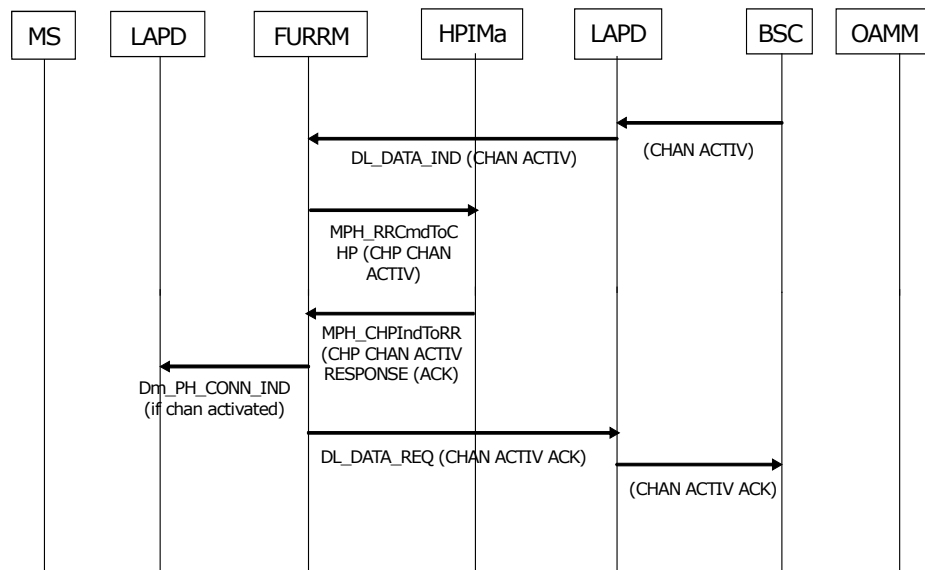 MS LAPD FURRM HPIMa LAPD BSC OAMM
(CHAN ACTIV)
DL_DATA_IND (CHAN ACTIV)
MPH_RRCmdToC
HP (CHP CHAN
ACTIV)
MPH_CHPIndToRR
(CHP CHAN ACTIV
RESPONSE (ACK)
Dm_PH_CONN_IND
(if chan activated)
DL_DATA_REQ (CHAN ACTIV ACK)
(CHAN ACTIV ACK)